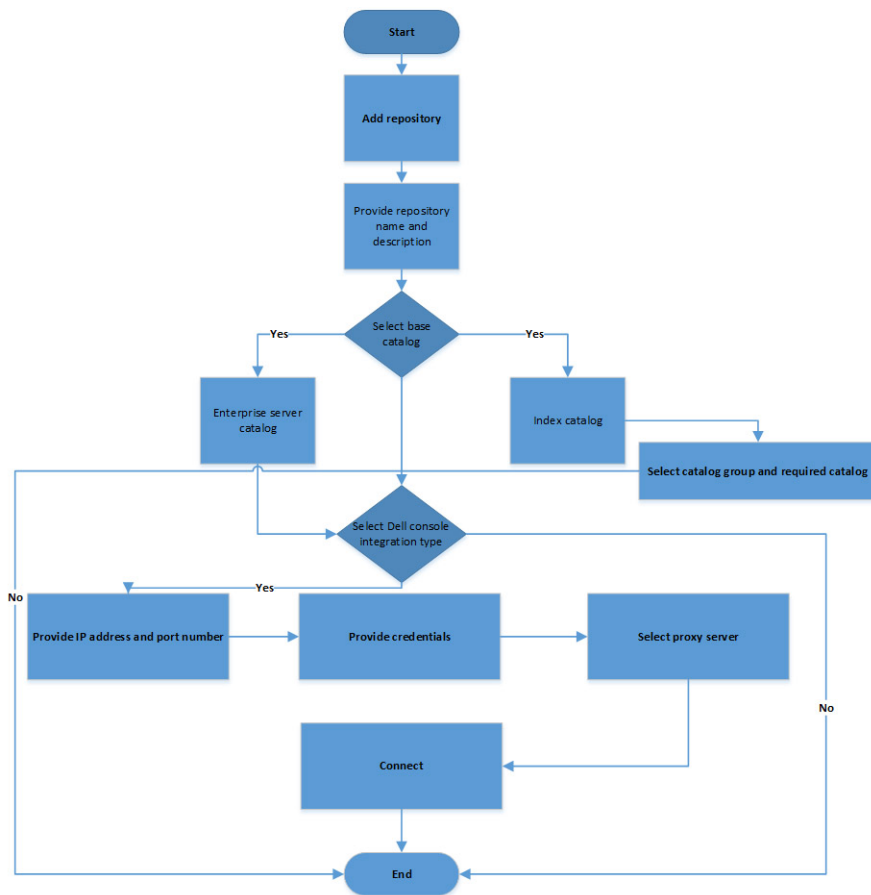 Start
Add repository
Provide repository
name and
description
Select base
catalog
Yes
Yes
Enterprise server
catalog
Index catalog
Select catalog group and required catalog
Select Dell console
integration type
Yes
No
Provide IP address and port number
Provide credentials
Select proxy server
No
Connect
End